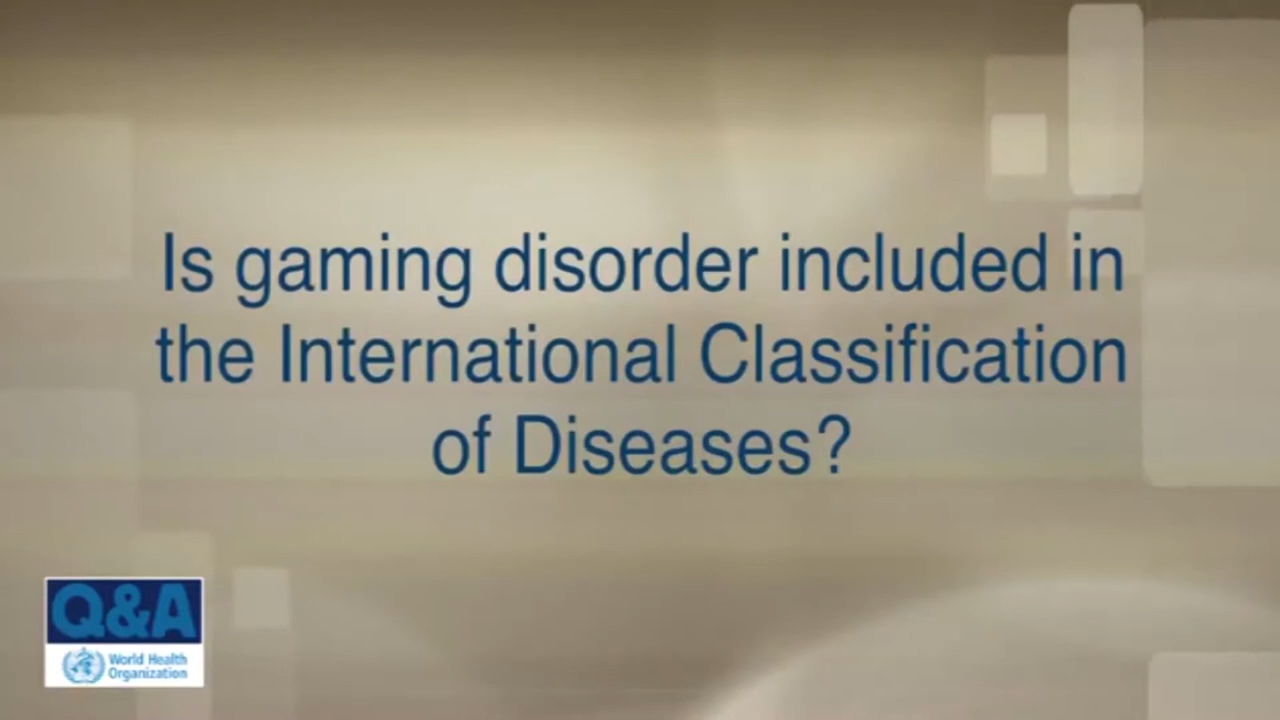 Is gaming disorder included in
the International Classification
of Diseases?
Q&A
World Health
Organization